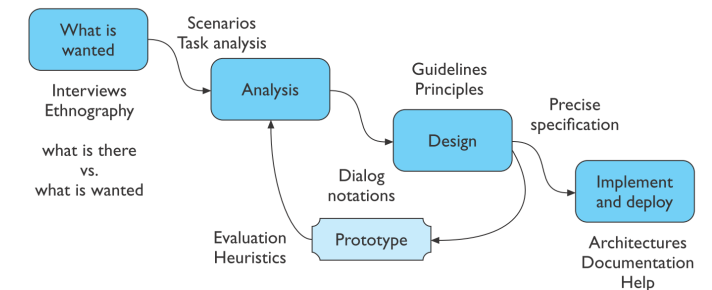 What is
wanted
Interviews
Ethnography
what is there
vs.
what is wanted
Scenarios
Task analysis
Analysis
Guidelines
Principles
Design
Dialog
notations
Prototype
Evaluation
Heuristics
Precise
specification
Implement
and deploy
Architectures
Documentation
Help